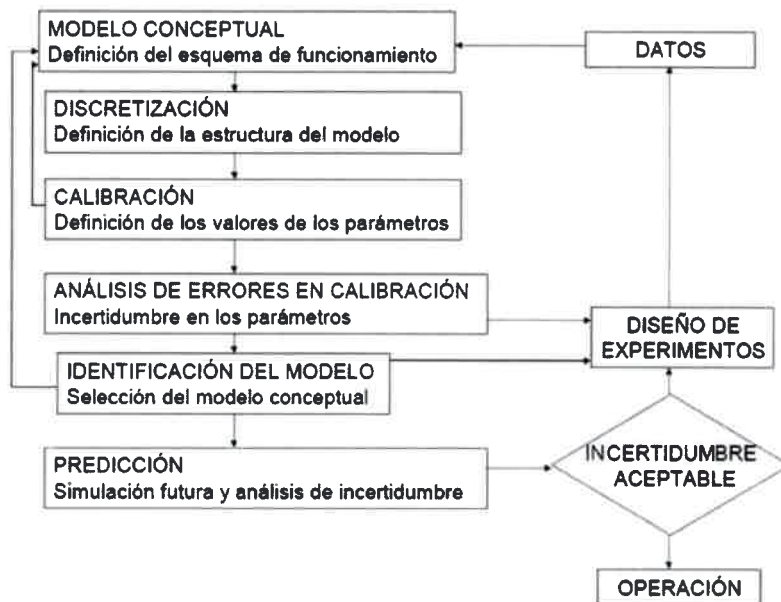 MODELO CONCEPTUAL
Definición del esquema de funcionamiento
DATOS
DISCRETIZACIÓN
Definición de la estructura del modelo
CALIBRACIÓN
Definición de los valores de los parámetros
ANÁLISIS DE ERRORES EN CALIBRACIÓN
Incertidumbre en los parámetros
DISEÑO DE
EXPERIMENTOS
IDENTIFICACIÓN DEL MODELO
Selección del modelo conceptual
PREDICCIÓN
Simulación futura y análisis de incertidumbre
INCERTIDUMBRE
ACEPTABLE
OPERACIÓN